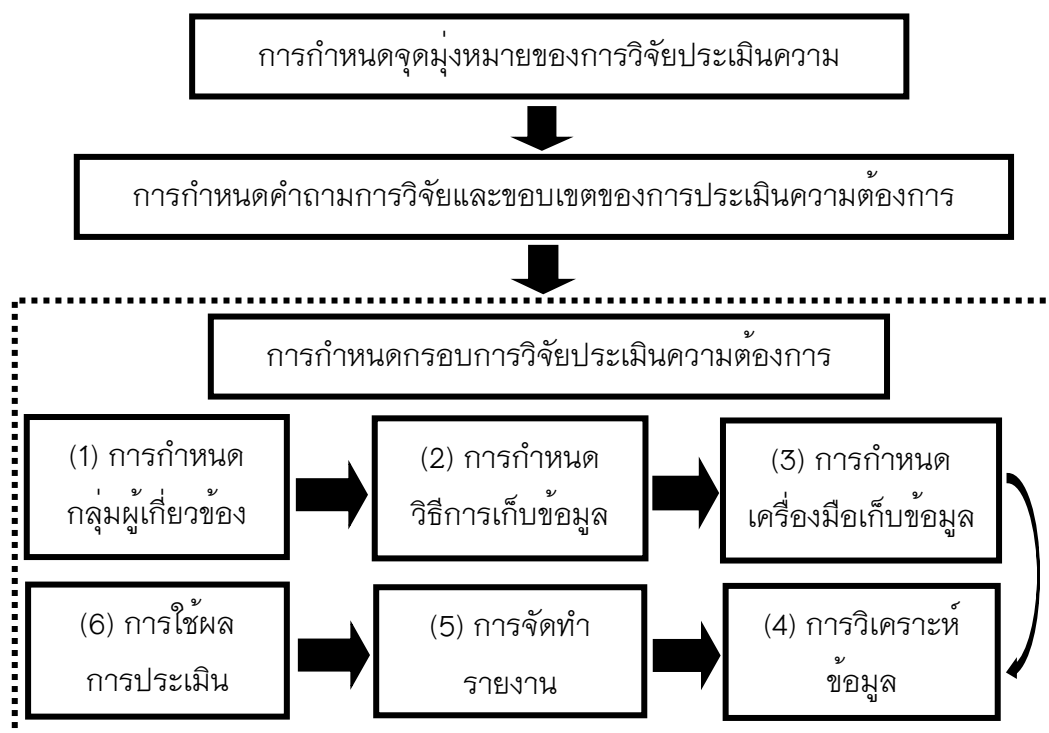 การกำหนดจุดมุ่งหมายของการวิจัยประเมินความ
การกำหนดคำถามการวิจัยและขอบเขตของการประเมินความต้องการ
การกำหนดกรอบการวิจัยประเมินความต้องการ
(1) การกำหนด
กลุ่มผู้เกี่ยวข้อง
(2) การกำหนด
วิธีการเก็บข้อมูล
(3) การกำหนด
เครื่องมือเก็บข้อมูล
(4) การวิเคราะห์
ข้อมูล
(5) การจัดทำ
รายงาน
(6) การใช้ผล
การประเมิน